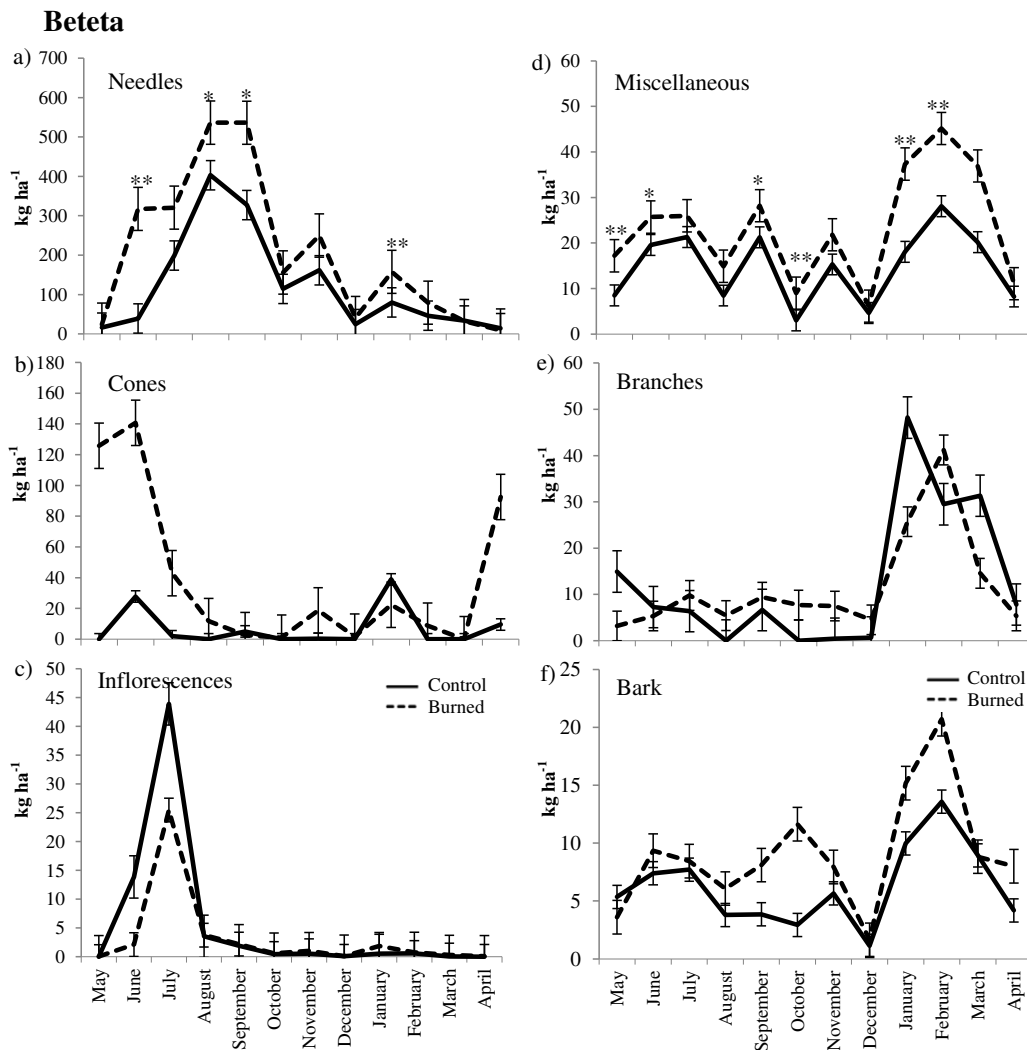 Beteta
a)
Needles
700
600
500
400
300
200
100
0
kg ha⁻¹
**
*
*
**
b)
Cones
180
160
140
120
100
80
60
40
20
0
kg ha⁻¹
c)
Inflorescences
50
45
40
35
30
25
20
15
10
5
0
kg ha⁻¹
Control
Burned
May
June
July
August
September
October
November
December
January
February
March
April
d)
Miscellaneous
60
50
40
30
20
10
0
kg ha⁻¹
**
*
*
**
**
**
e)
Branches
60
50
40
30
20
10
0
kg ha⁻¹
f)
Bark
25
20
15
10
5
0
kg ha⁻¹
Control
Burned
May
June
July
August
September
October
November
December
January
February
March
April